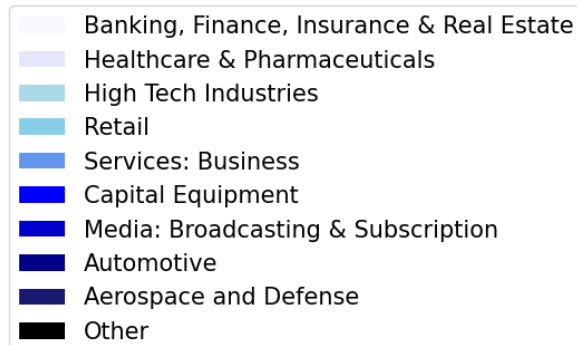 Banking, Finance, Insurance & Real Estate
Healthcare & Pharmaceuticals
High Tech Industries
Retail
Services: Business
Capital Equipment
Media: Broadcasting & Subscription
Automotive
Aerospace and Defense
Other